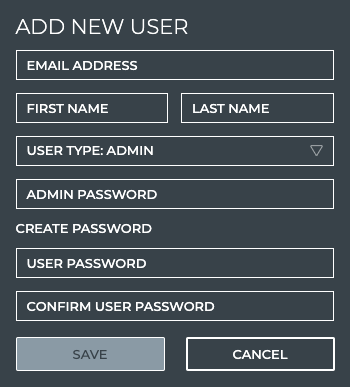 ADD NEW USER
EMAIL ADDRESS
FIRST NAME
LAST NAME
USER TYPE: ADMIN
ADMIN PASSWORD
CREATE PASSWORD
USER PASSWORD
CONFIRM USER PASSWORD
SAVE
CANCEL